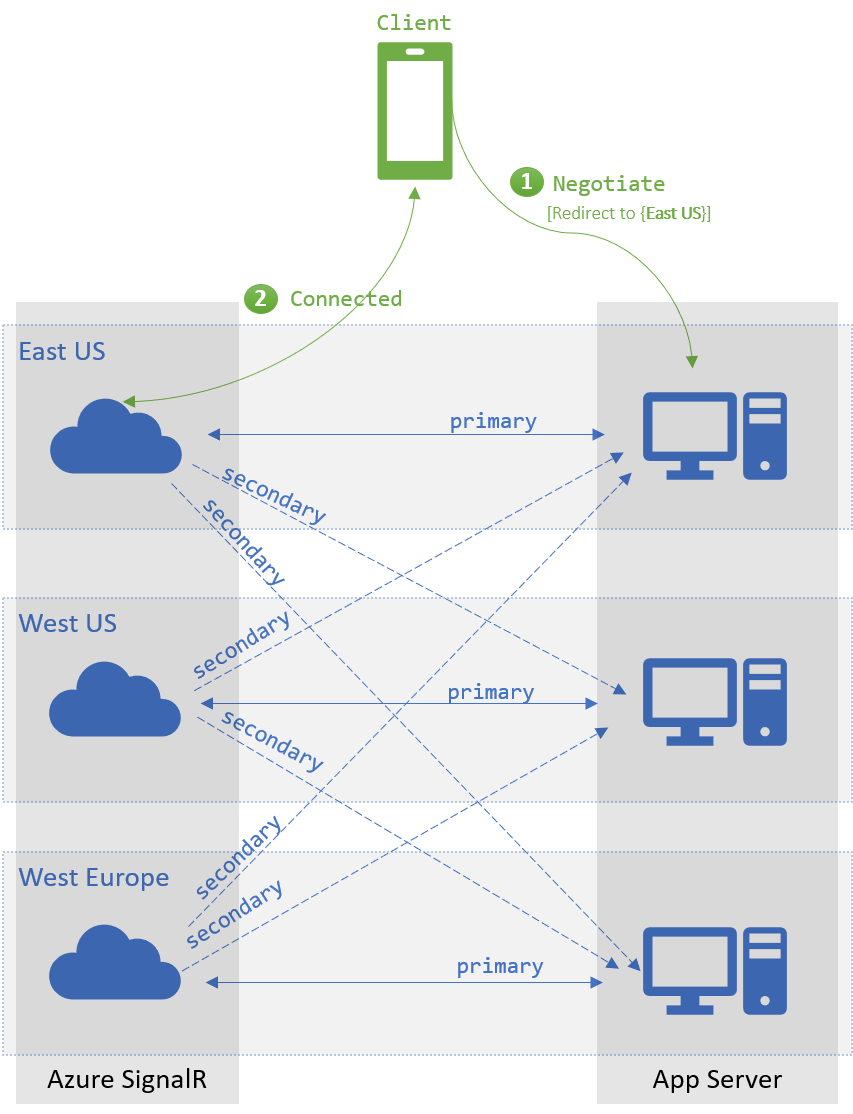 Client
1 Negotiate
[Redirect to {East US}]
2 Connected
East US
primary
secondary
secondary
West US
secondary
primary
secondary
secondary
West Europe
secondary
primary
Azure SignalR
App Server